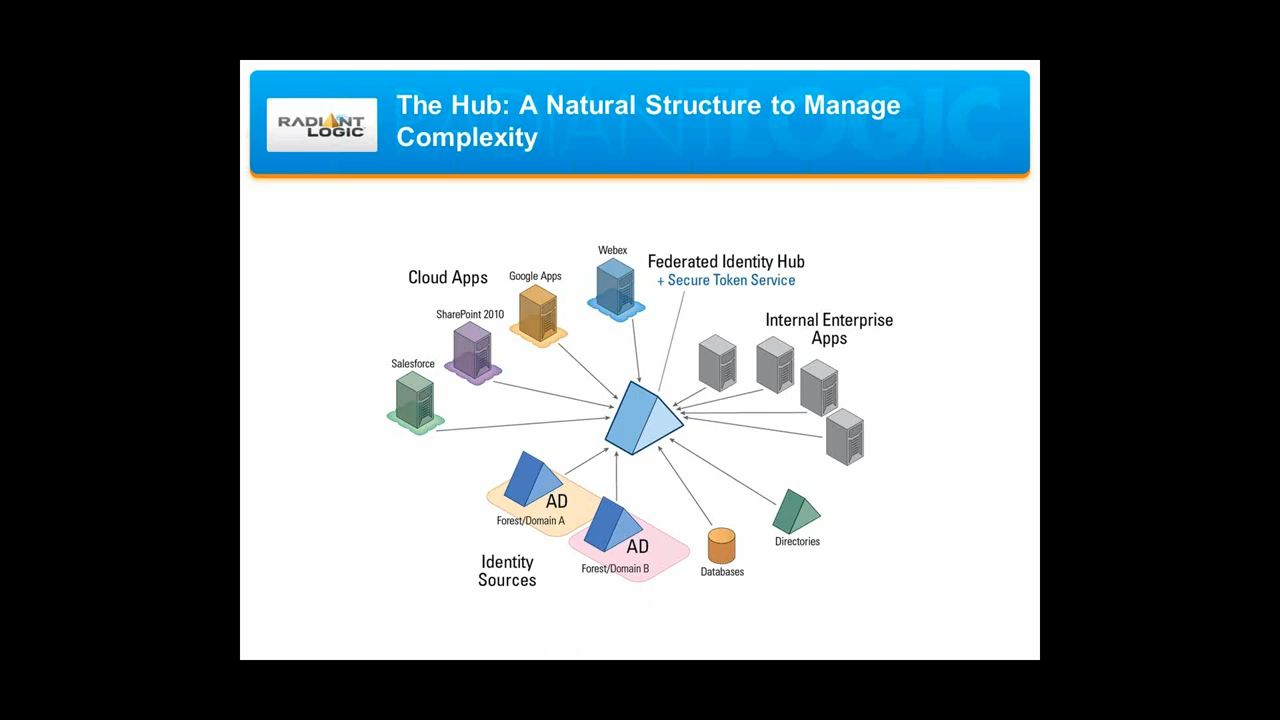 RADIANT
LOGIC
The Hub: A Natural Structure to Manage
Complexity
Webex
Federated Identity Hub
+ Secure Token Service
Cloud Apps
Google Apps
SharePoint 2010
Internal Enterprise
Apps
Salesforce
AD
Forest/Domain A
AD
Forest/Domain B
Identity
Sources
Databases
Directories